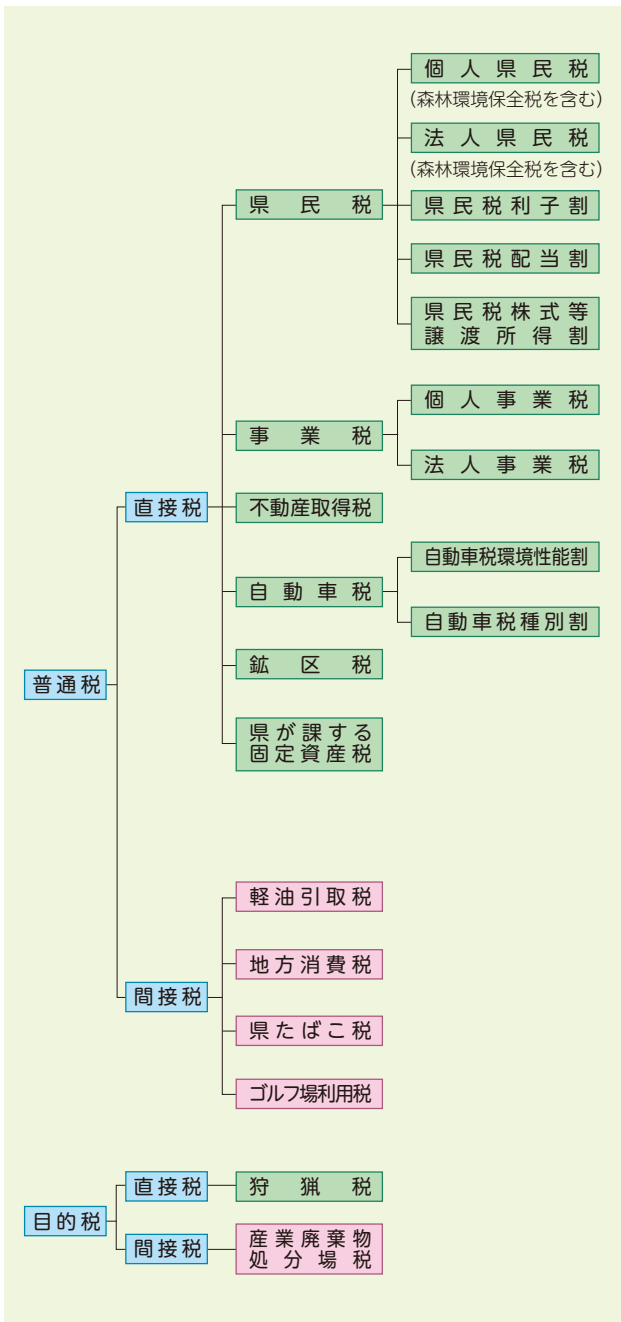 普通税
直接税
県民税
個人県民税
(森林環境保全税を含む)
法人県民税
(森林環境保全税を含む)
県民税利子割
県民税配当割
県民税株式等
譲渡所得割
事業税
個人事業税
法人事業税
不動産取得税
自動車税
自動車税環境性能割
自動車税種別割
鉱区税
県が課する
固定資産税
間接税
軽油引取税
地方消費税
県たばこ税
ゴルフ場利用税
目的税
直接税
狩猟税
間接税
産業廃棄物
処分場税